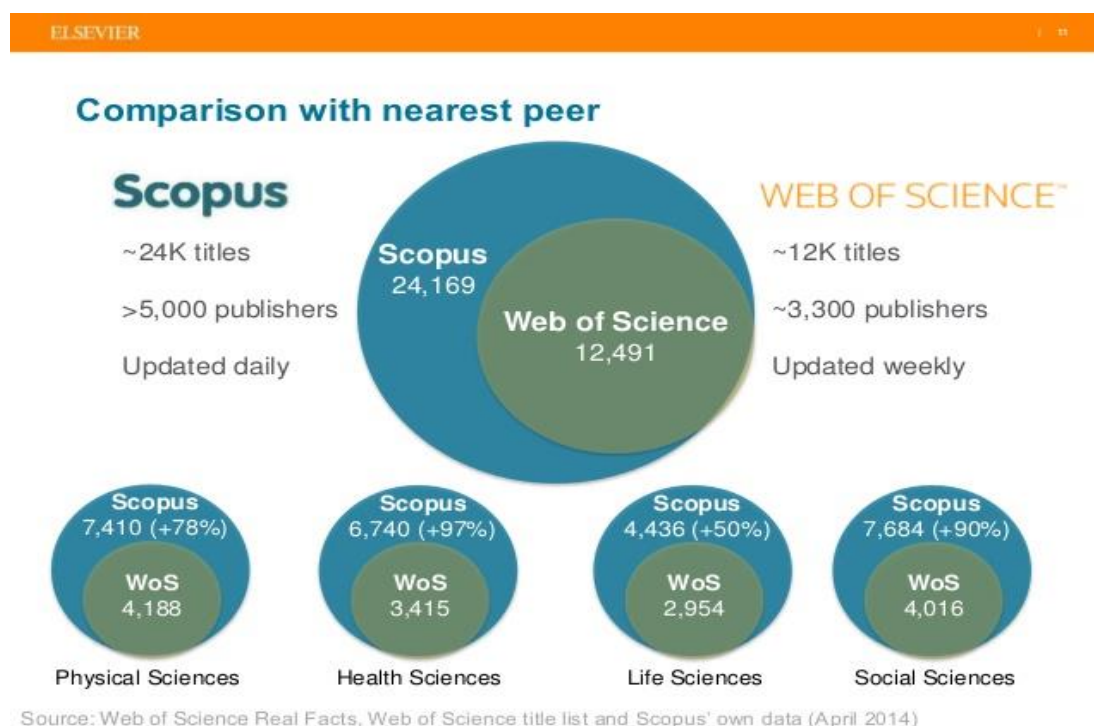 ELSEVIER
Comparison with nearest peer
Scopus
~24K titles
>5,000 publishers
Updated daily
Scopus
24,169
Web of Science
12,491
WEB OF SCIENCE™
~12K titles
~3,300 publishers
Updated weekly
Scopus
7,410 (+78%)
WoS
4,188
Physical Sciences
Scopus
6,740 (+97%)
WoS
3,415
Health Sciences
Scopus
4,436 (+50%)
WoS
2,954
Life Sciences
Scopus
7,684 (+90%)
WoS
4,016
Social Sciences
Source: Web of Science Real Facts, Web of Science title list and Scopus' own data (April 2014)